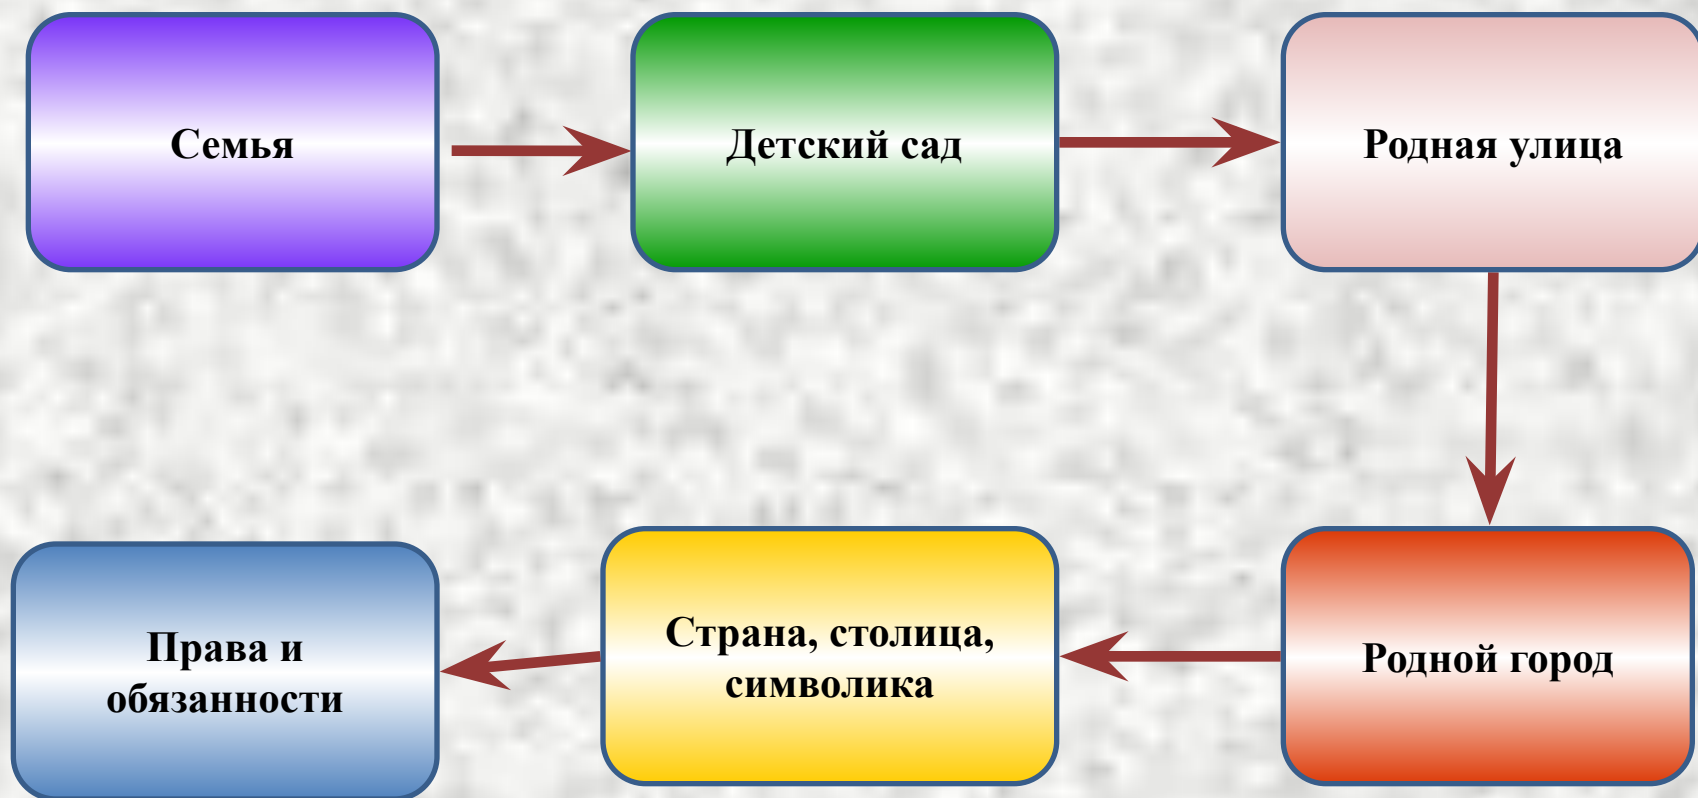 Семья
Детский сад
Родная улица
Родной город
Страна, столица,
символика
Права и
обязанности